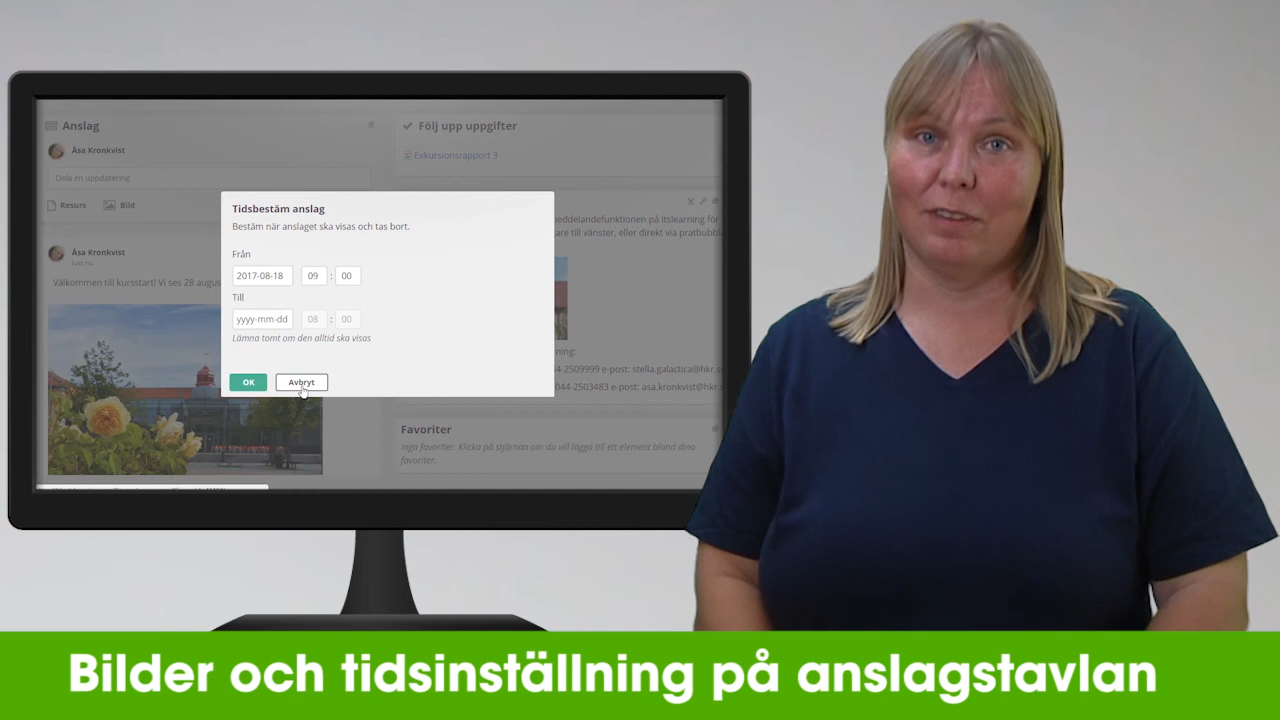 Anslag
Åsa Kronkvist
Dela en uppdatering
Resurs Bild
Åsa Kronkvist
Just nu
Välkommen till kursstart! Vi ses 28 augus
Följ upp uppgifter
Exkursionsrapport 3
eddelandefunktionen på itslearning för
are till vänster, eller direkt via pratbubbl
Tidsbestäm anslag
Bestäm när anslaget ska visas och tas bort.
Från
2017-08-18 09 : 00
Till
yyyy-mm-dd 08 : 00
Lämna tomt om den alltid ska visas
OK Avbryt
ning:
44-2509999 e-post: stella.galactica@hkr.s
044-2503483 e-post: asa.kronkvist@hkr.s
Favoriter
Inga favoriter. Klicka på stjärnan om du vill lägga till ett element bland dina
favoriter.
Bilder och tidsinställning på anslagstavlan